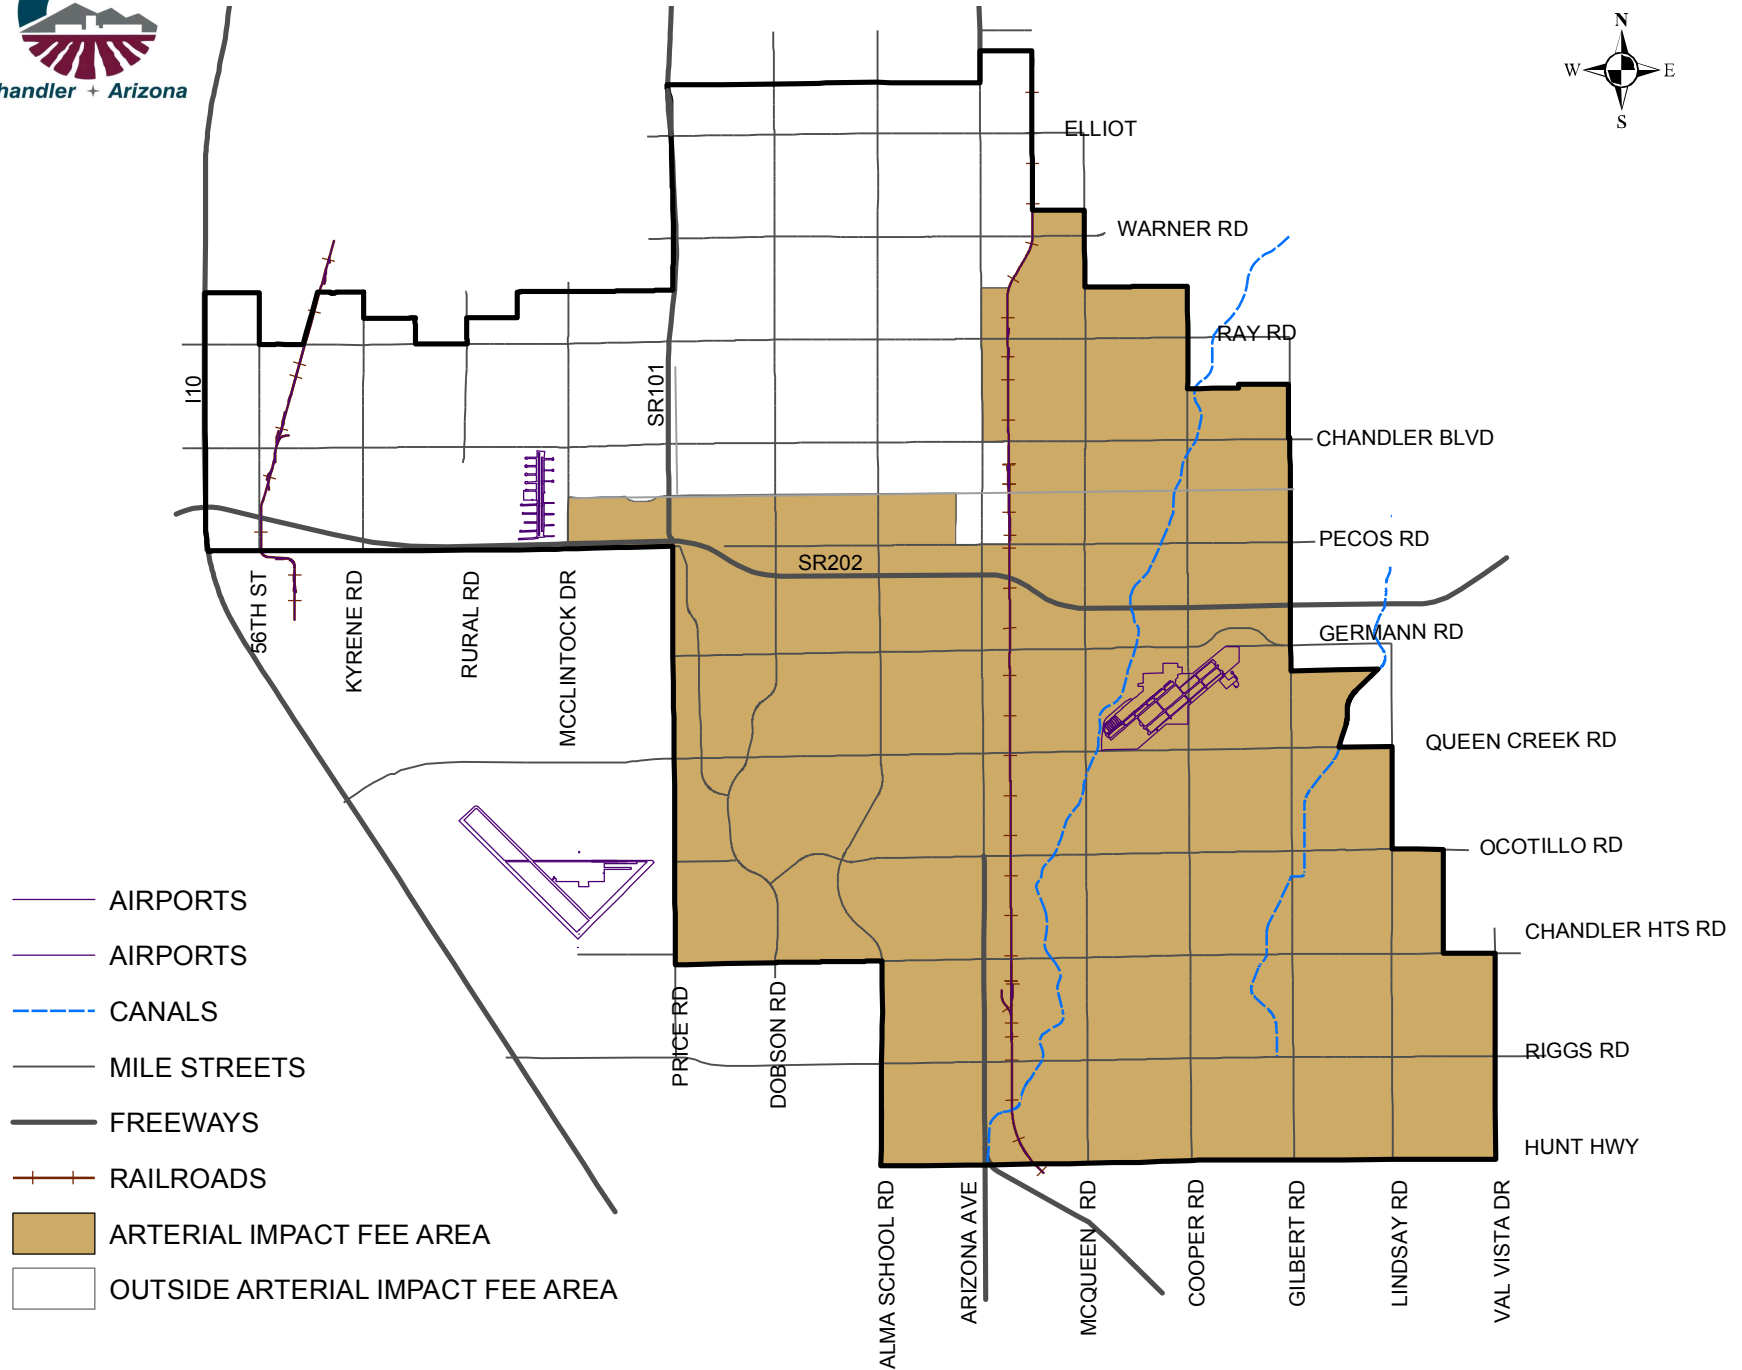 handler + Arizona
N
W E
S
ELLIOT
WARNER RD
RAY RD
I10
SR101
CHANDLER BLVD
PECOS RD
SR202
GERMANN RD
56TH ST
KYRENE RD
RURAL RD
MCCLINTOCK DR
QUEEN CREEK RD
OCOTILLO RD
CHANDLER HTS RD
PRICE RD
DOBSON RD
RIGGS RD
HUNT HWY
ALMA SCHOOL RD
ARIZONA AVE
MCQUEEN RD
COOPER RD
GILBERT RD
LINDSAY RD
VAL VISTA DR
AIRPORTS
AIRPORTS
CANALS
MILE STREETS
FREEWAYS
RAILROADS
ARTERIAL IMPACT FEE AREA
OUTSIDE ARTERIAL IMPACT FEE AREA